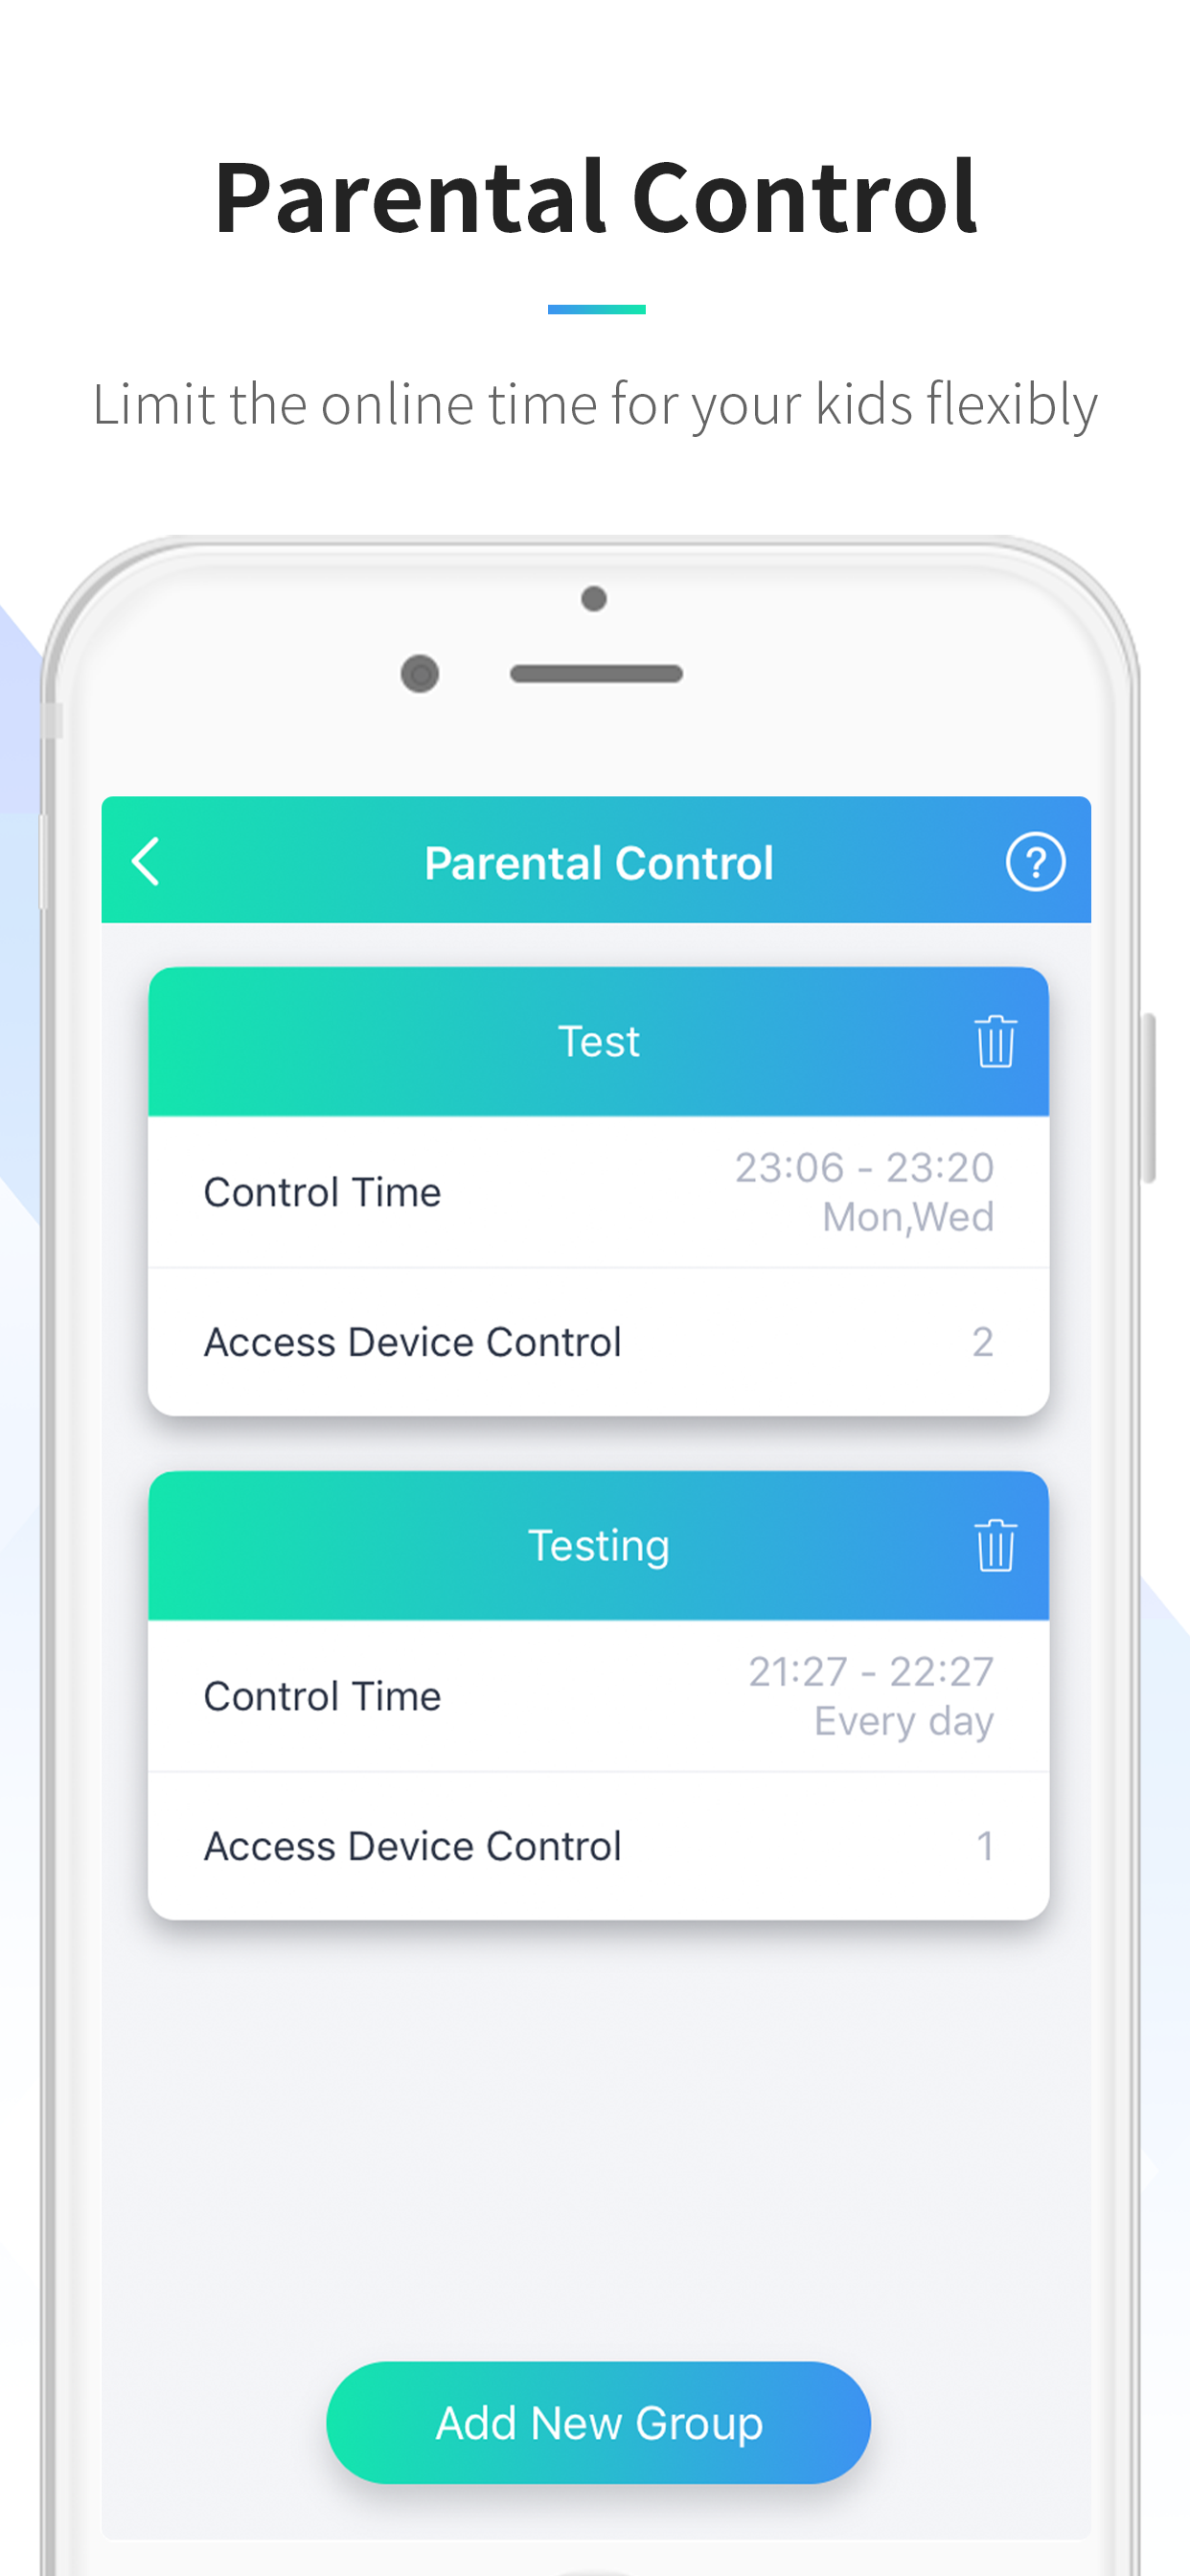 Parental Control
Limit the online time for your kids flexibly
Parental Control
?
Test
Control Time
23:06 - 23:20
Mon,Wed
Access Device Control
2
Testing
Control Time
21:27 - 22:27
Every day
Access Device Control
1
Add New Group